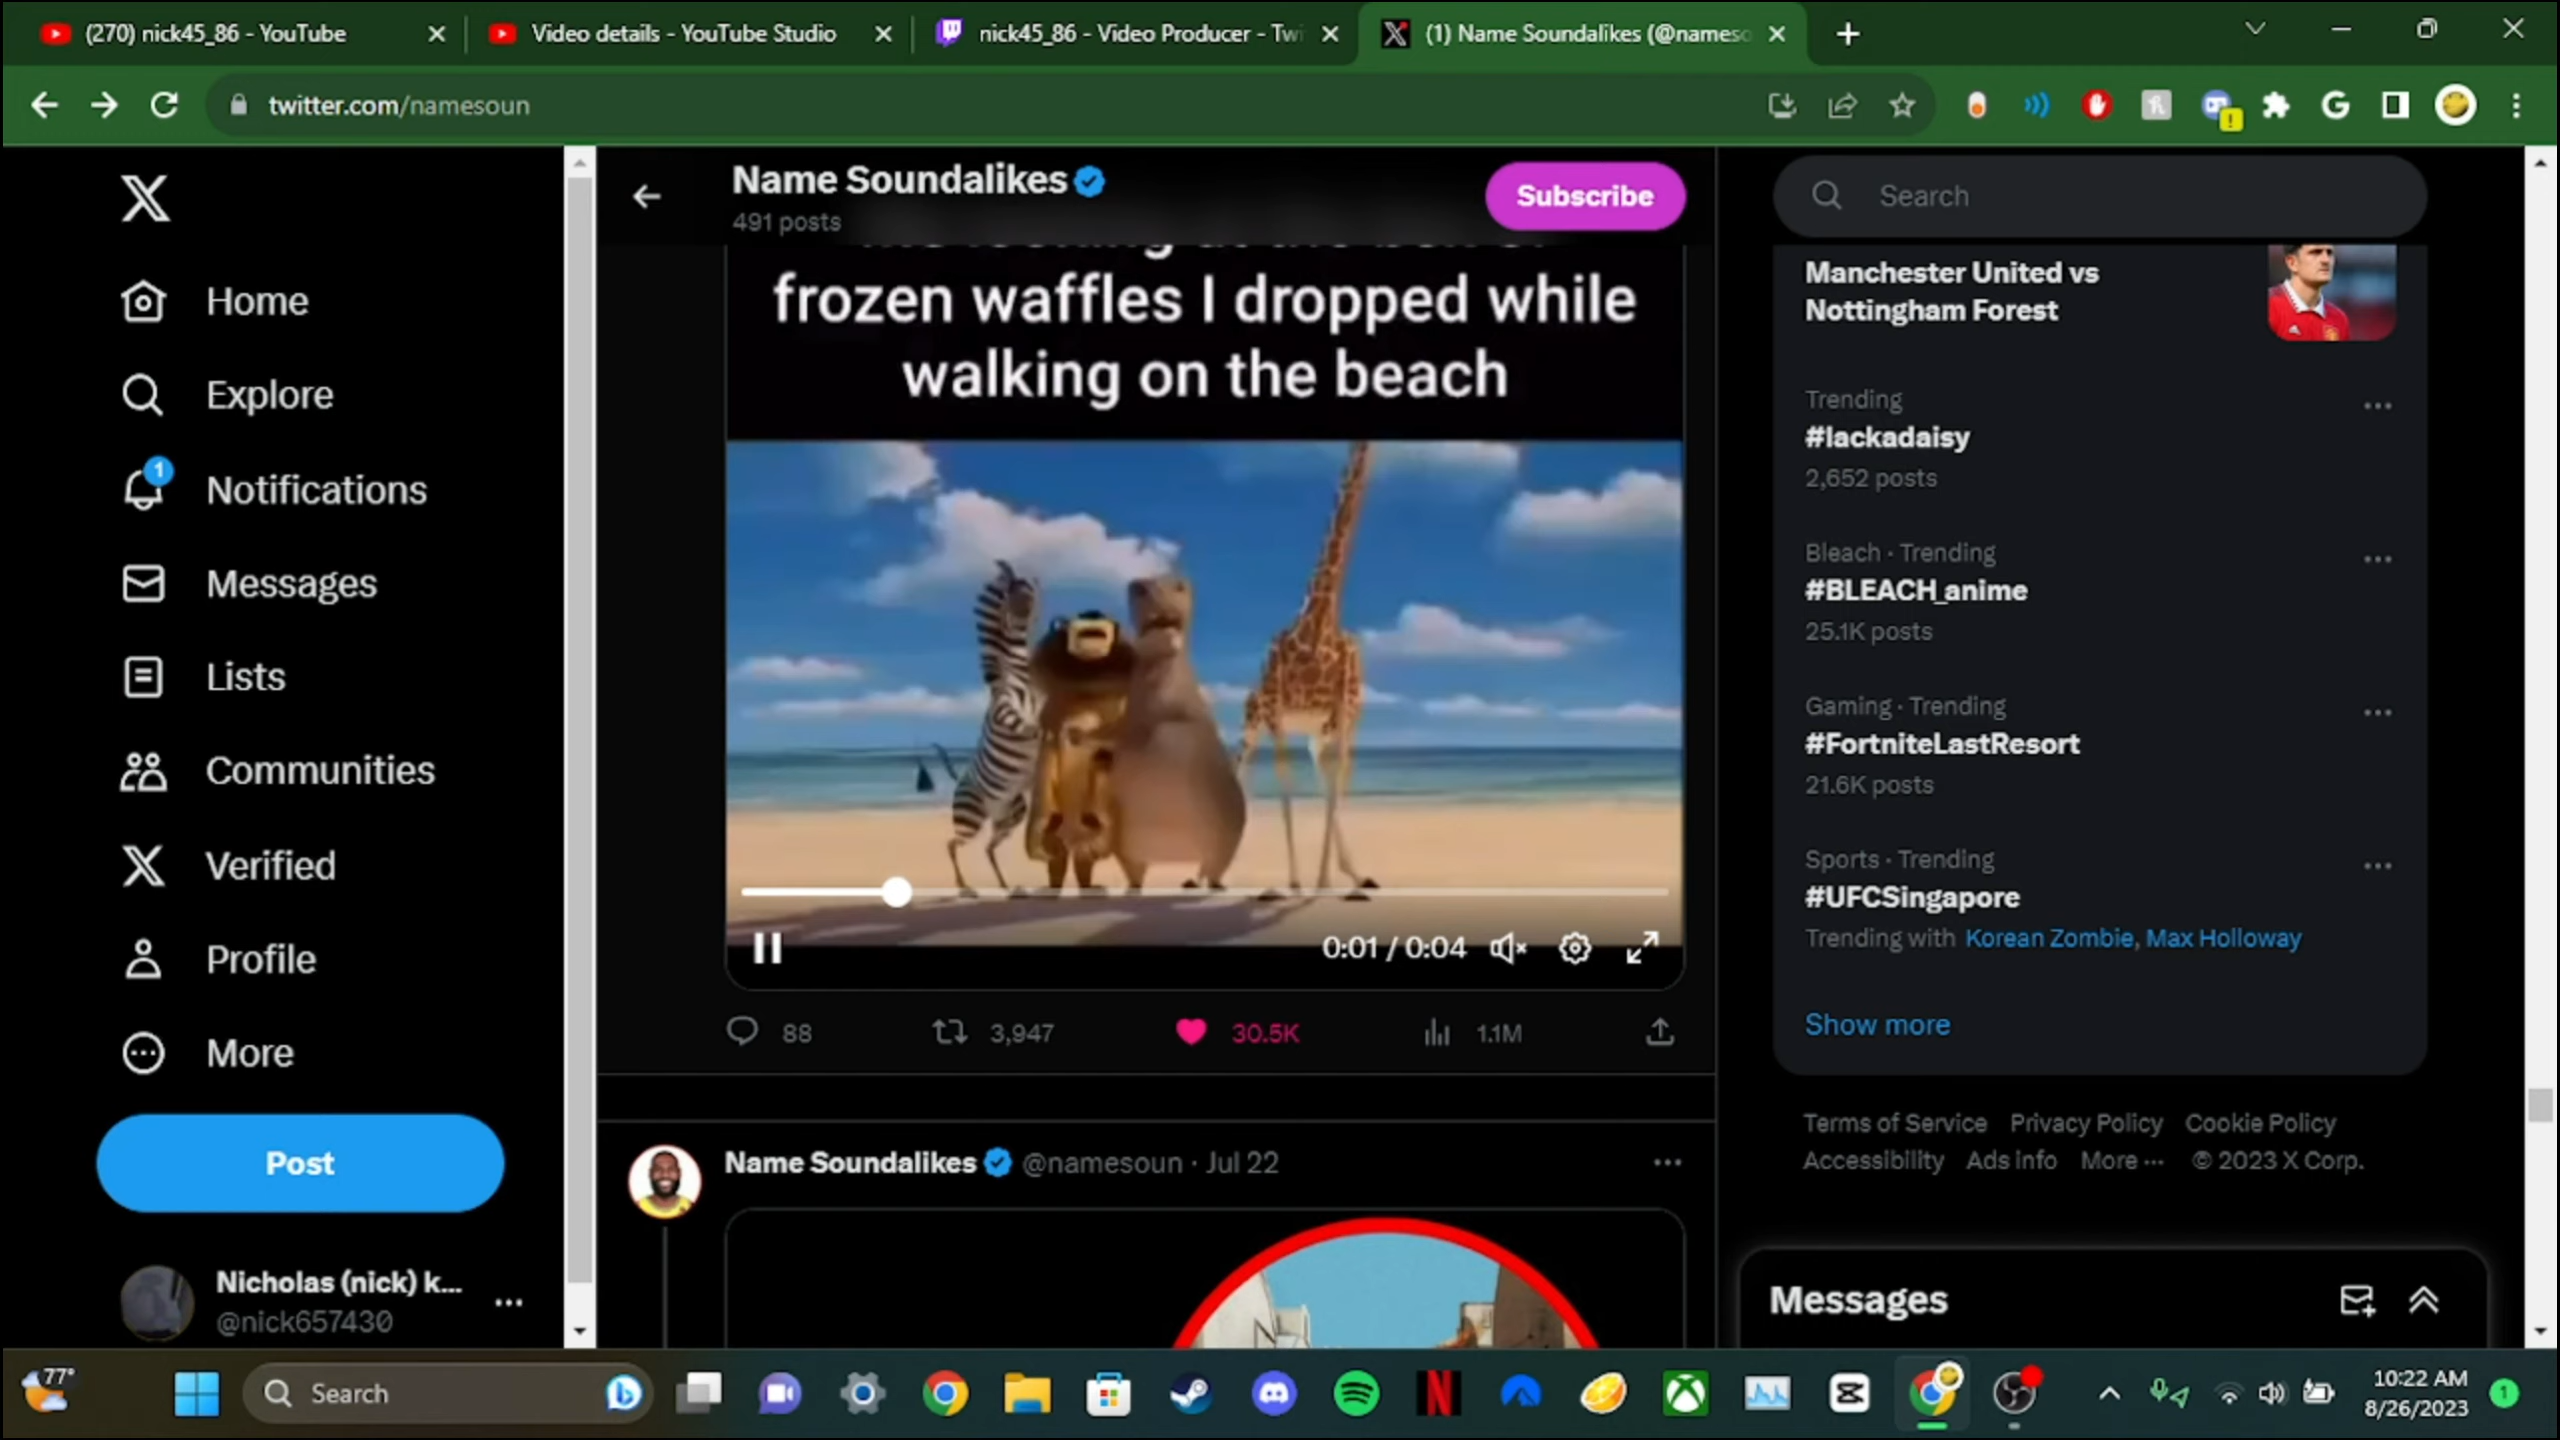 (270) nick45_86 - YouTube
Video details - YouTube Studio
nick45_86 - Video Producer - Twi
(1) Name Soundalikes (@nameso
twitter.com/namesoun
Home
Explore
1
Notifications
Messages
Lists
Communities
Verified
Profile
More
Post
Nicholas (nick) k...
@nick657430
Name Soundalikes
491 posts
Subscribe
frozen waffles I dropped while
walking on the beach
0:01 / 0:04
88
3,947
30.5K
1.1M
Name Soundalikes @namesoun · Jul 22
Search
Manchester United vs
Nottingham Forest
Trending
#lackadaisy
2,652 posts
Bleach · Trending
#BLEACH_anime
25.1K posts
Gaming · Trending
#FortniteLastResort
21.6K posts
Sports · Trending
#UFCSingapore
Trending with Korean Zombie, Max Holloway
Show more
Terms of Service Privacy Policy Cookie Policy
Accessibility Ads info More ··· © 2023 X Corp.
Messages
77°
Search
10:22 AM
8/26/2023
1